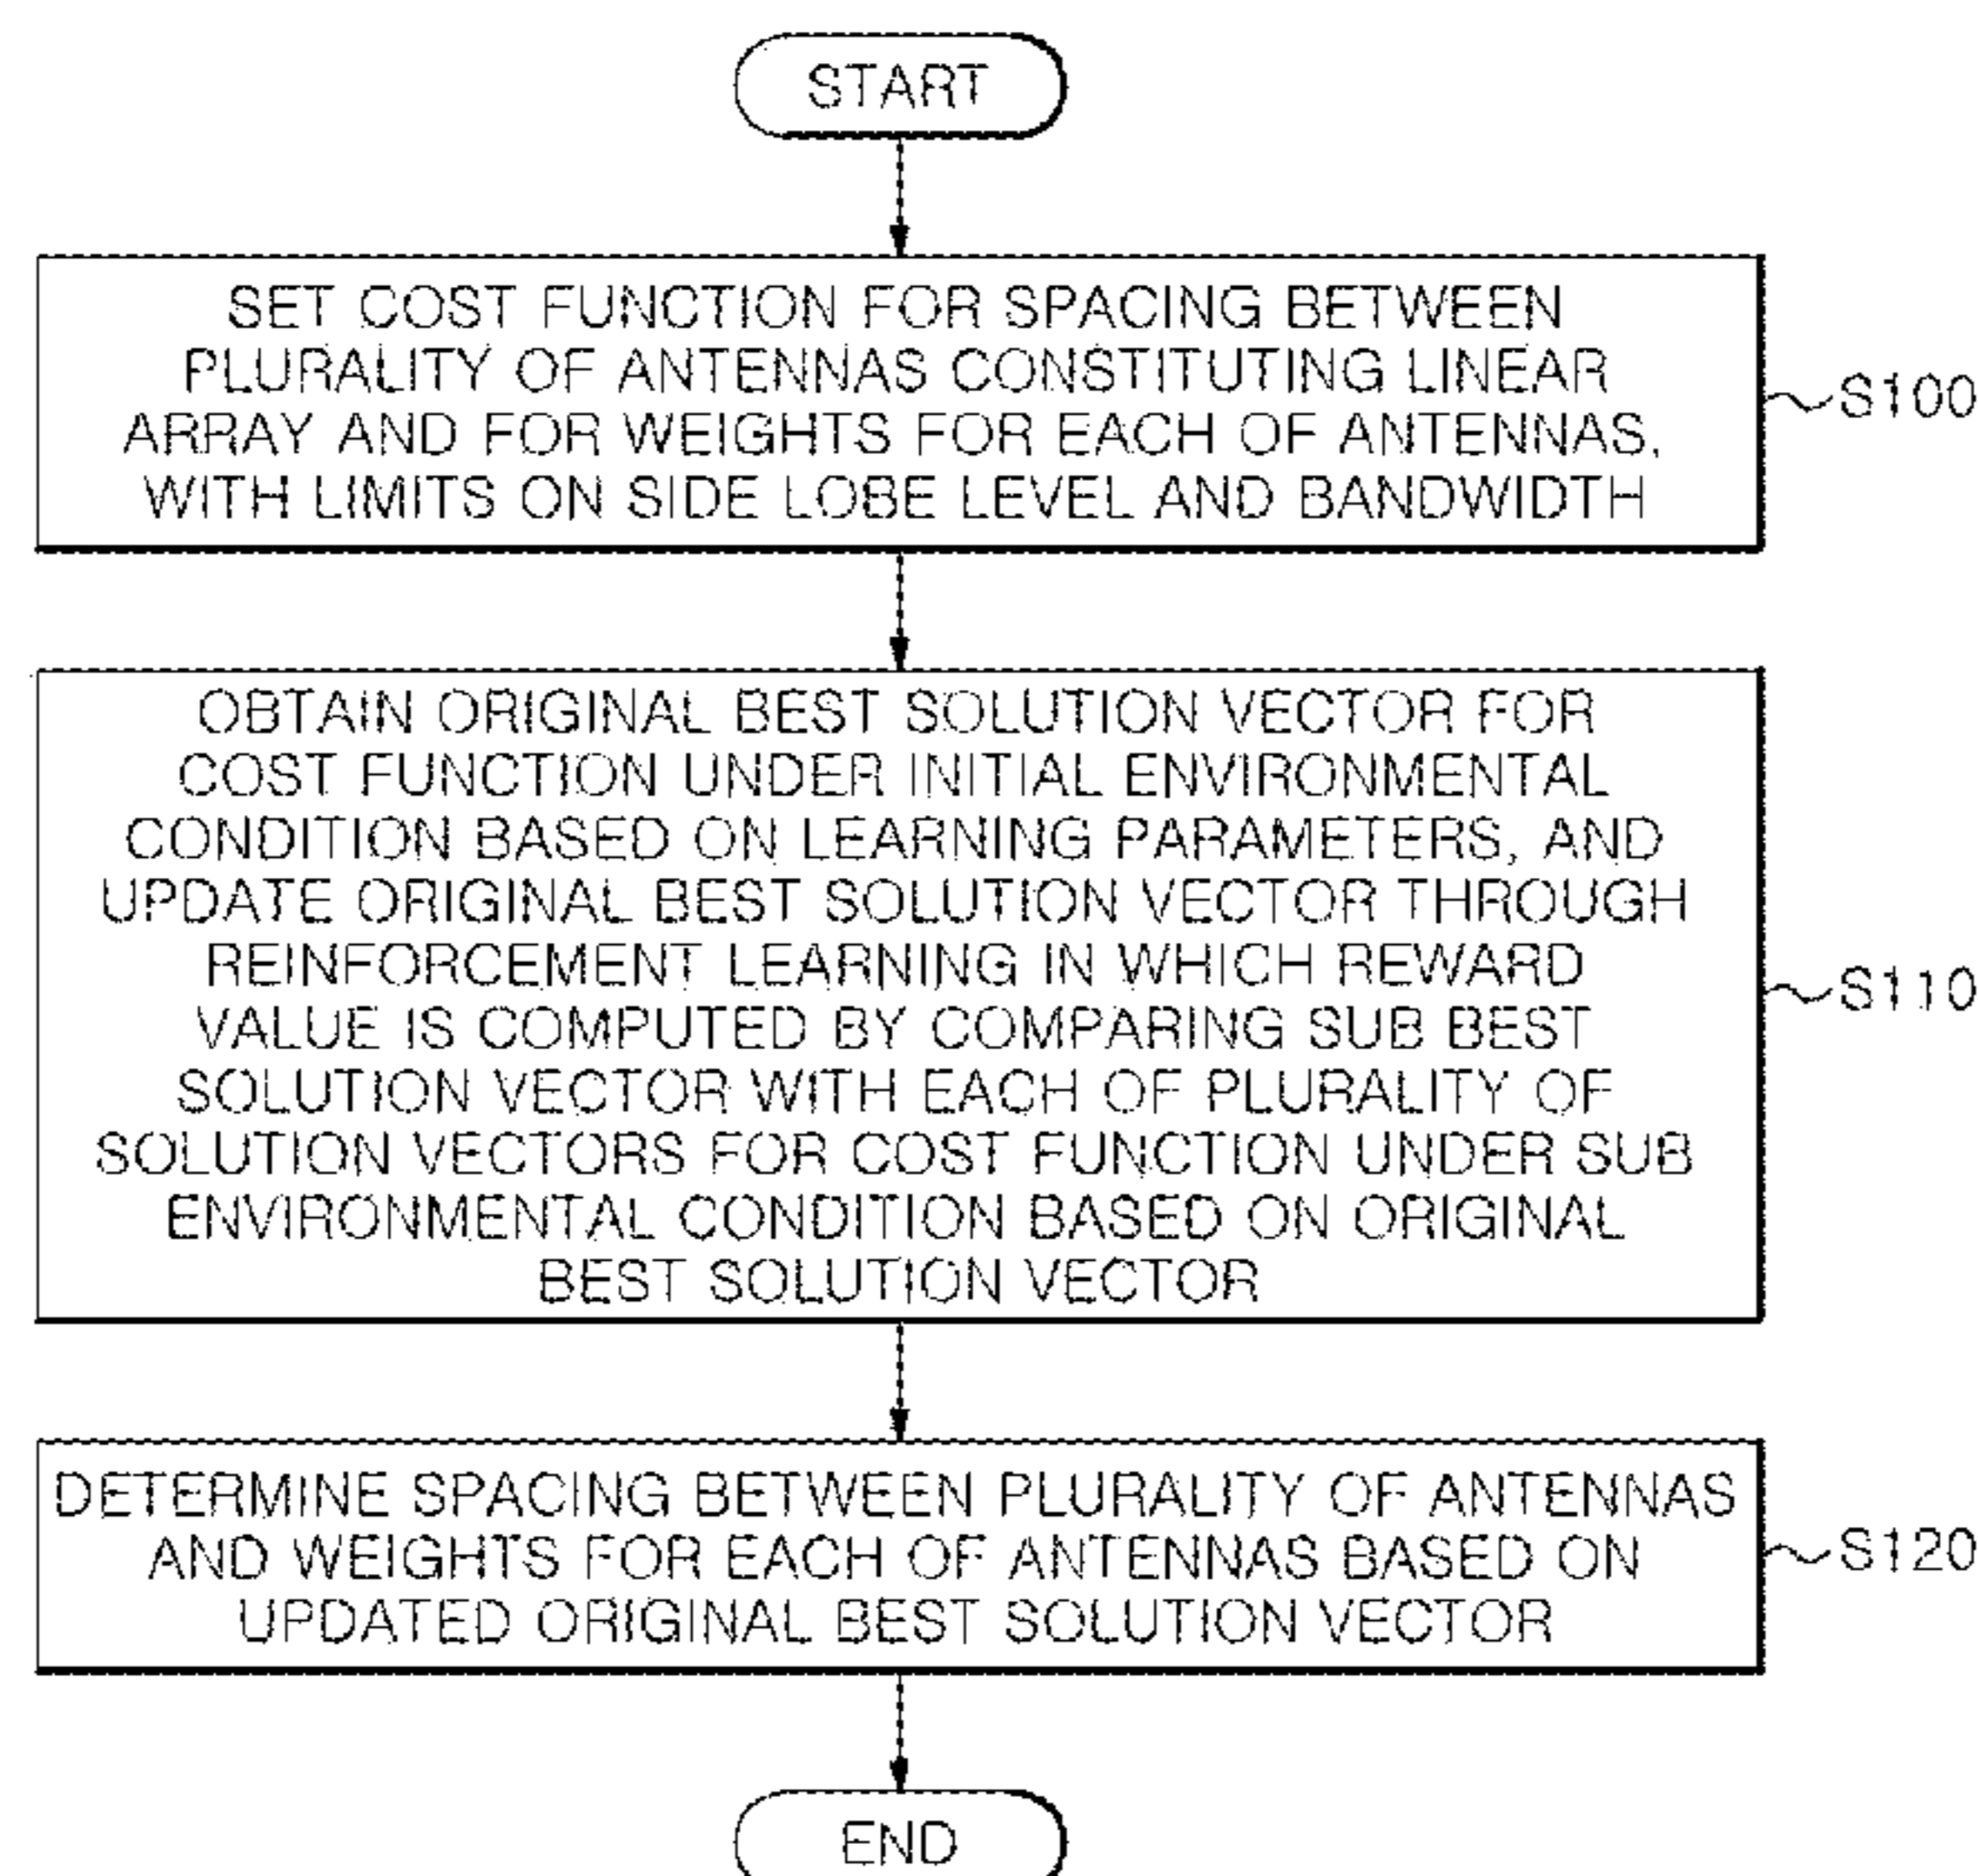 START
SET COST FUNCTION FOR SPACING BETWEEN
PLURALITY OF ANTENNAS CONSTITUTING LINEAR
ARRAY AND FOR WEIGHTS FOR EACH OF ANTENNAS,
WITH LIMITS ON SIDE LOBE LEVEL AND BANDWIDTH
S100
OBTAIN ORIGINAL BEST SOLUTION VECTOR FOR
COST FUNCTION UNDER INITIAL ENVIRONMENTAL
CONDITION BASED ON LEARNING PARAMETERS, AND
UPDATE ORIGINAL BEST SOLUTION VECTOR THROUGH
REINFORCEMENT LEARNING IN WHICH REWARD
VALUE IS COMPUTED BY COMPARING SUB BEST
SOLUTION VECTOR WITH EACH OF PLURALITY OF
SOLUTION VECTORS FOR COST FUNCTION UNDER SUB
ENVIRONMENTAL CONDITION BASED ON ORIGINAL
BEST SOLUTION VECTOR
S110
DETERMINE SPACING BETWEEN PLURALITY OF ANTENNAS
AND WEIGHTS FOR EACH OF ANTENNAS BASED ON
UPDATED ORIGINAL BEST SOLUTION VECTOR
S120
END